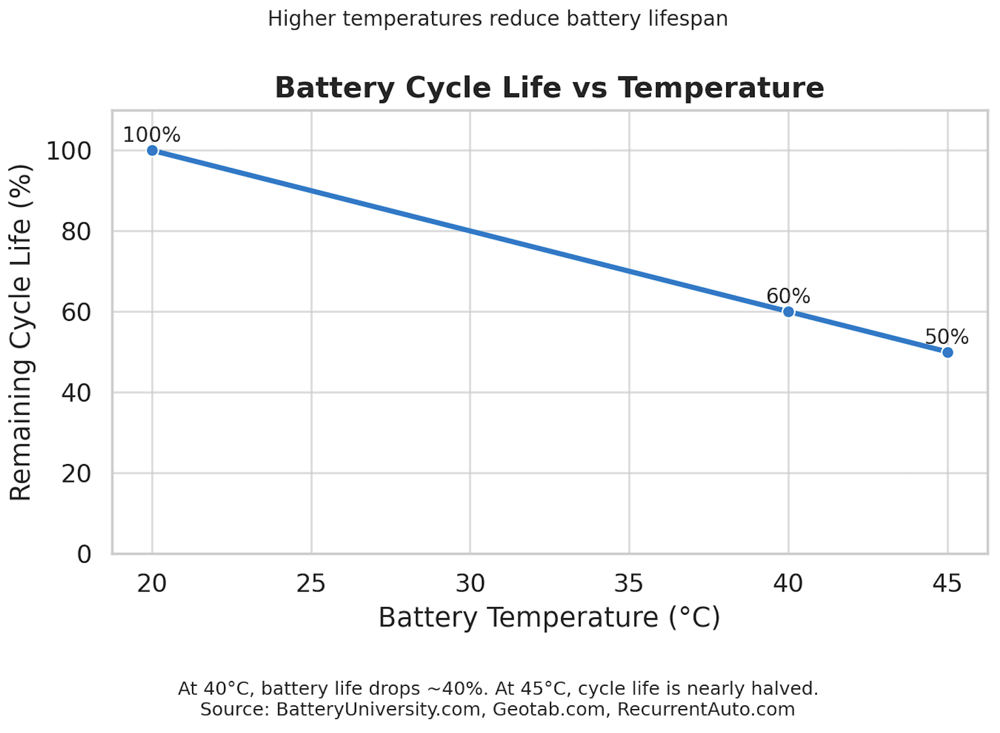 Higher temperatures reduce battery lifespan
Battery Cycle Life vs Temperature
100%
60%
50%
100
80
60
40
20
0
Remaining Cycle Life (%)
20 25 30 35 40 45
Battery Temperature (°C)
At 40°C, battery life drops ~40%. At 45°C, cycle life is nearly halved.
Source: BatteryUniversity.com, Geotab.com, RecurrentAuto.com